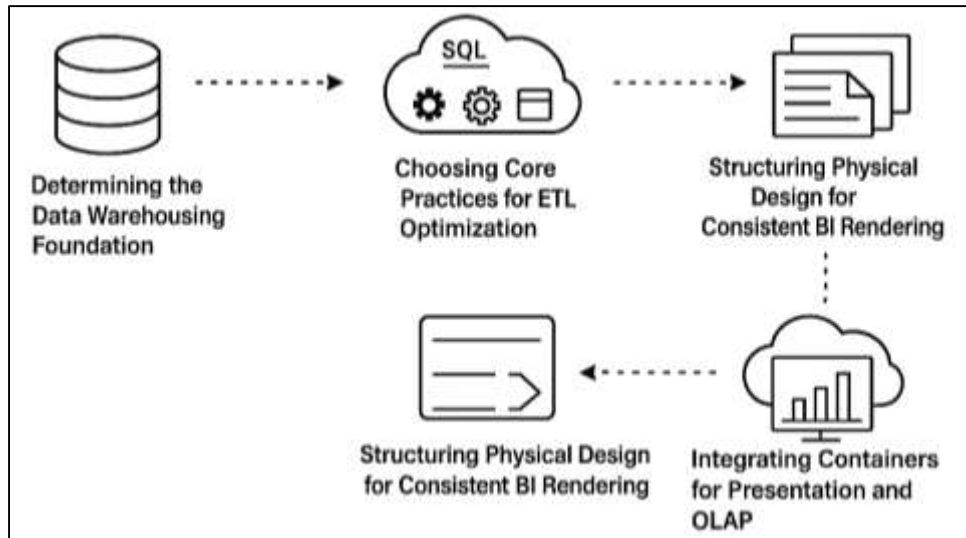 SQL
Determining the
Data Warehousing
Foundation
Choosing Core
Practices for ETL
Optimization
Structuring Physical
Design for
Consistent BI Rendering
Structuring Physical Design
for Consistent BI Rendering
Integrating Containers
for Presentation and
OLAP